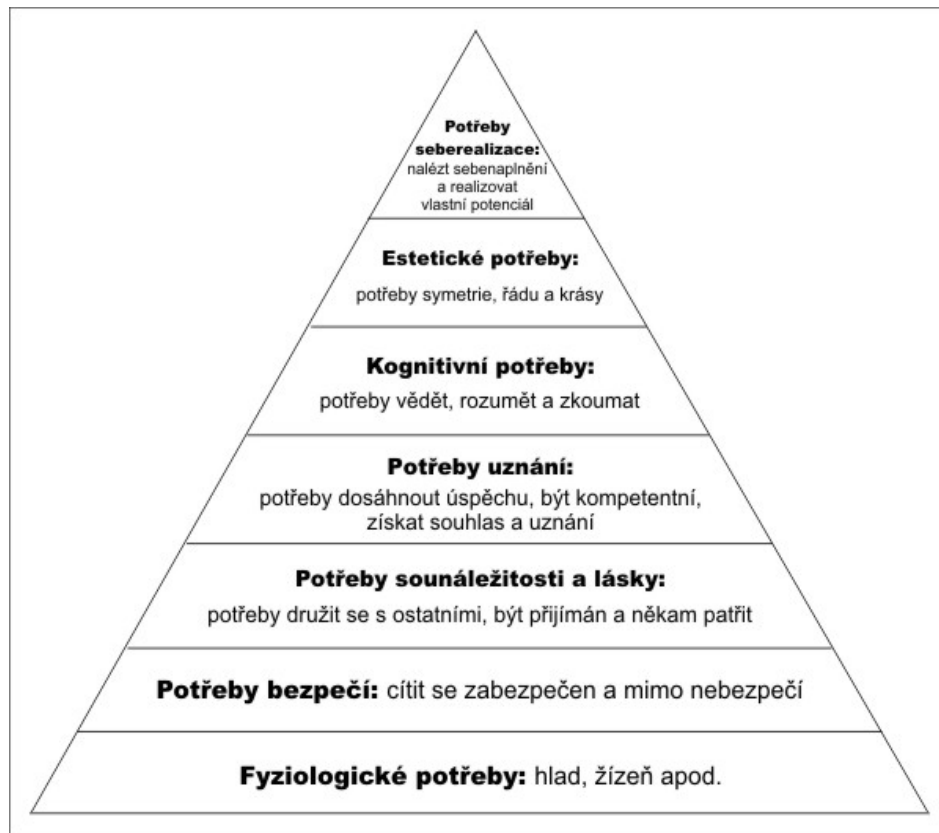 Potřeby
seberealizace:
nalézt sebenaplnění
a realizovat
vlastní potenciál
Estetické potřeby:
potřeby symetrie, řádu a krásy
Kognitivní potřeby:
potřeby vědět, rozumět a zkoumat
Potřeby uznání:
potřeby dosáhnout úspěchu, být kompetentní,
získat souhlas a uznání
Potřeby sounáležitosti a lásky:
potřeby družit se s ostatními, být přijímán a někam patřit
Potřeby bezpečí: cítit se zabezpečen a mimo nebezpečí
Fyziologické potřeby: hlad, žízeň apod.